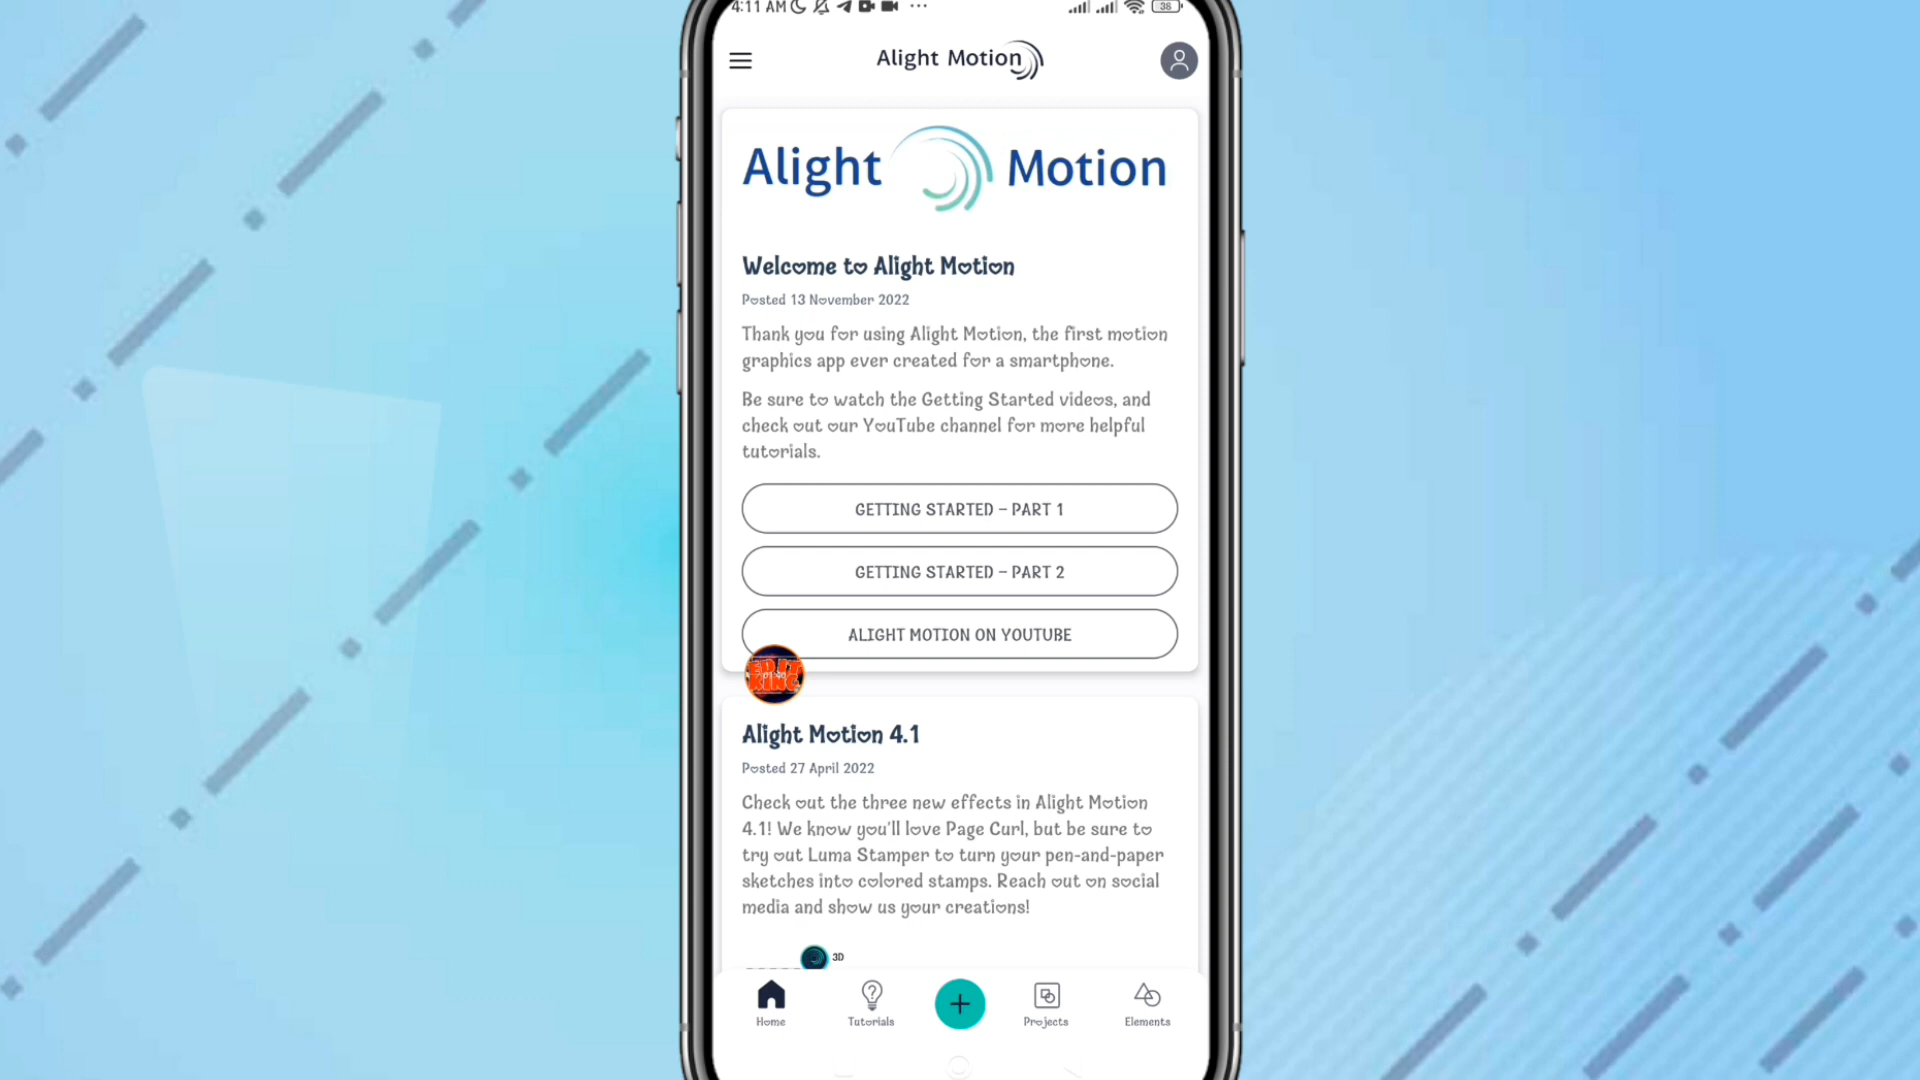 4:11 AM
38
Alight Motion
Alight Motion
Welcome to Alight Motion
Posted 13 November 2022
Thank you for using Alight Motion, the first motion
graphics app ever created for a smartphone.
Be sure to watch the Getting Started videos, and
check out our YouTube channel for more helpful
tutorials.
GETTING STARTED – PART 1
GETTING STARTED – PART 2
ALIGHT MOTION ON YOUTUBE
EDIT
KING
Alight Motion 4.1
Posted 27 April 2022
Check out the three new effects in Alight Motion
4.1! We know you'll love Page Curl, but be sure to
try out Luma Stamper to turn your pen-and-paper
sketches into colored stamps. Reach out on social
media and show us your creations!
3D
Home
Tutorials
Projects
Elements